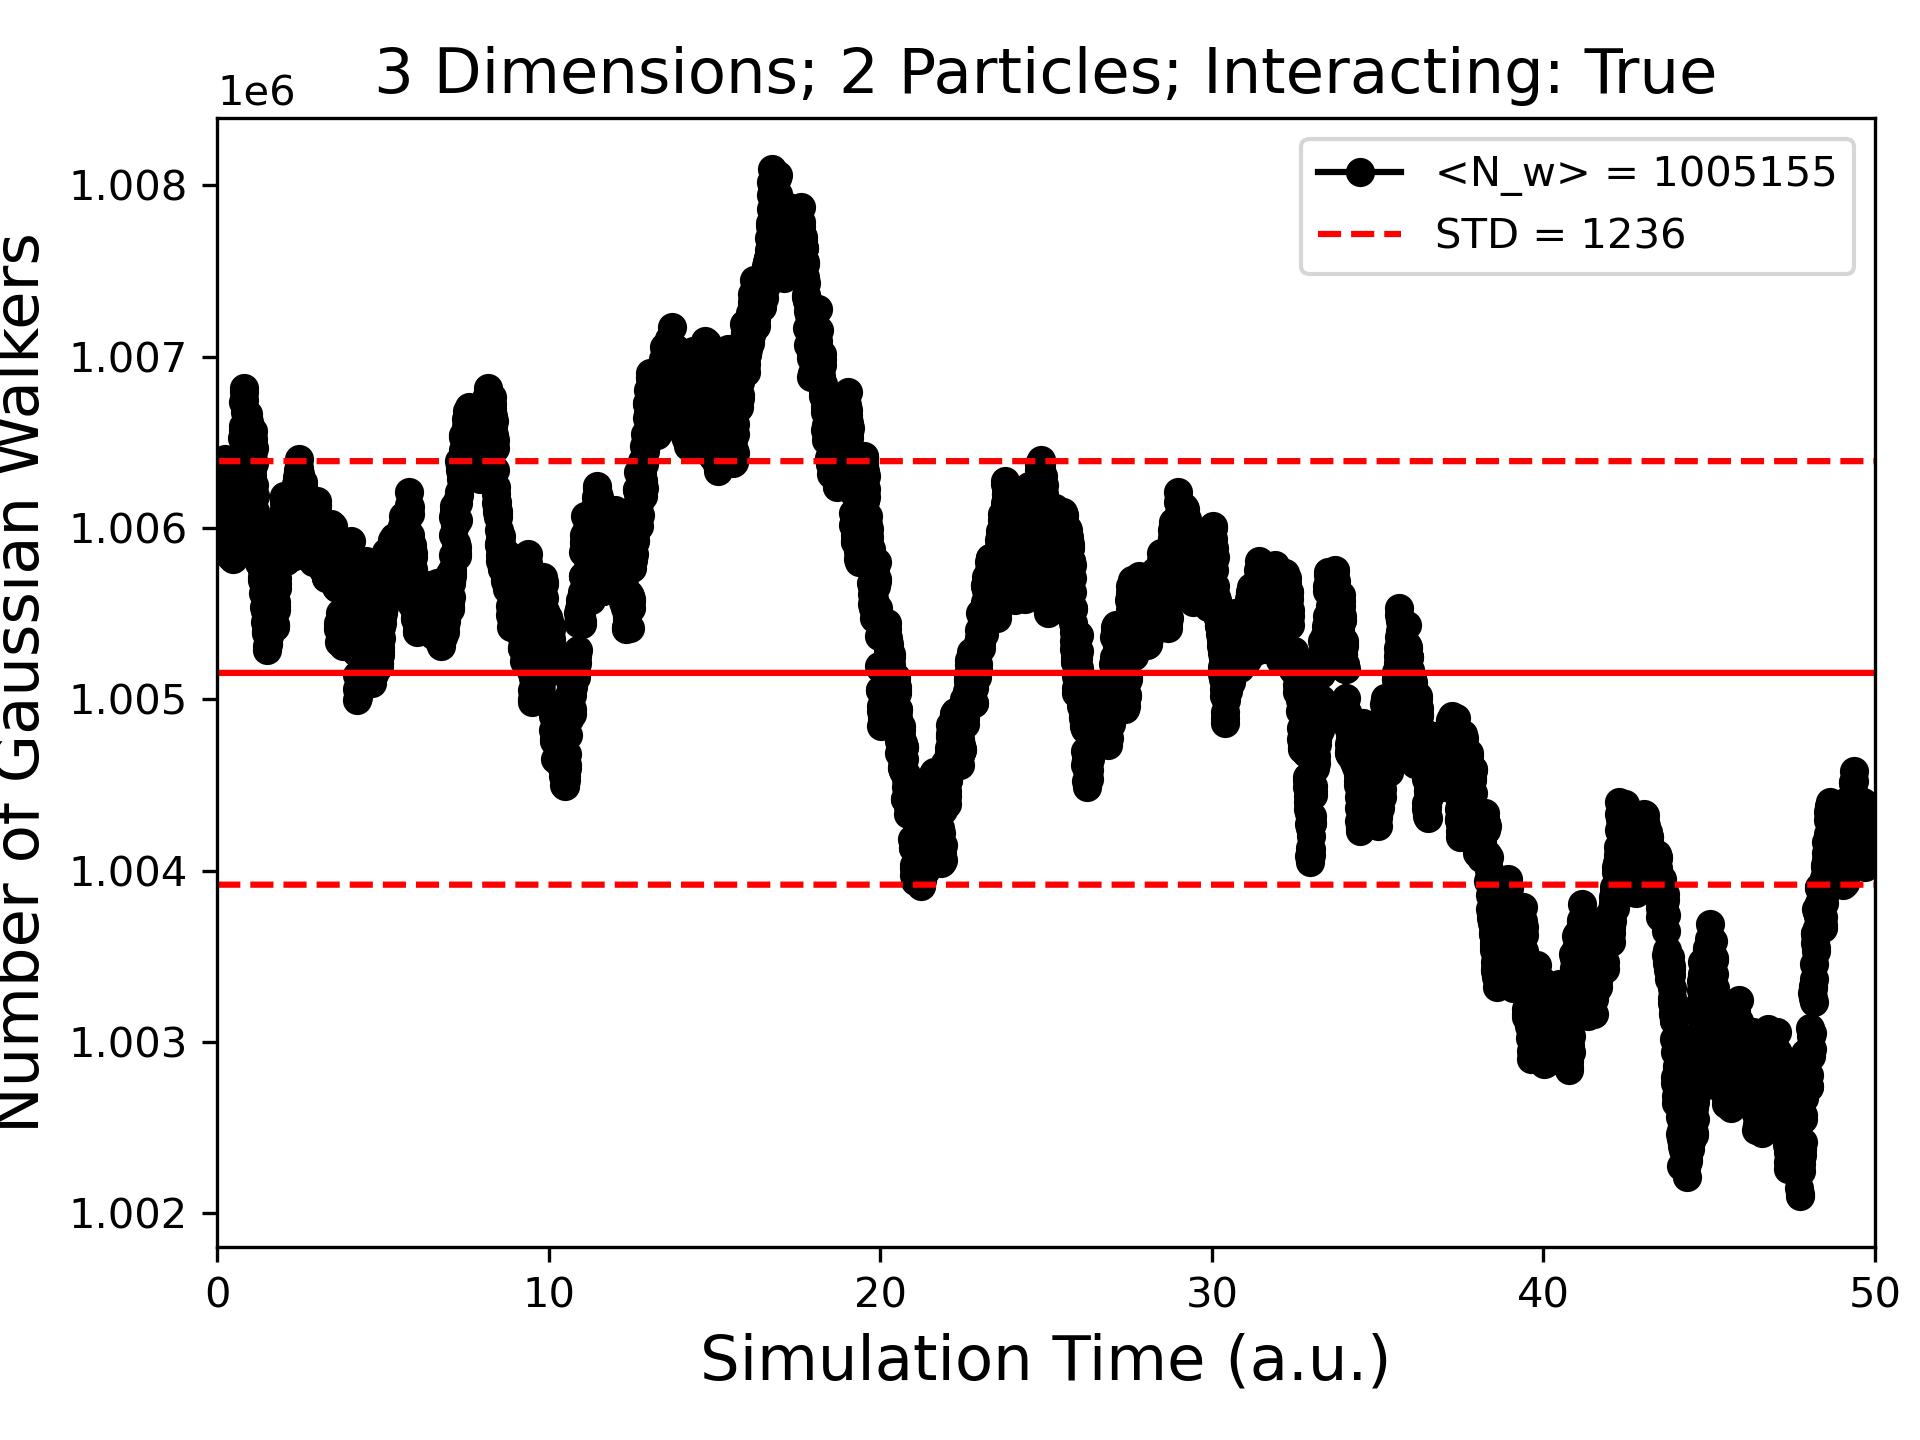 3 Dimensions; 2 Particles; Interacting: True
1e6
<N_w> = 1005155
STD = 1236
Number of Gaussian Walkers
1.008
1.007
1.006
1.005
1.004
1.003
1.002
0 10 20 30 40 50
Simulation Time (a.u.)